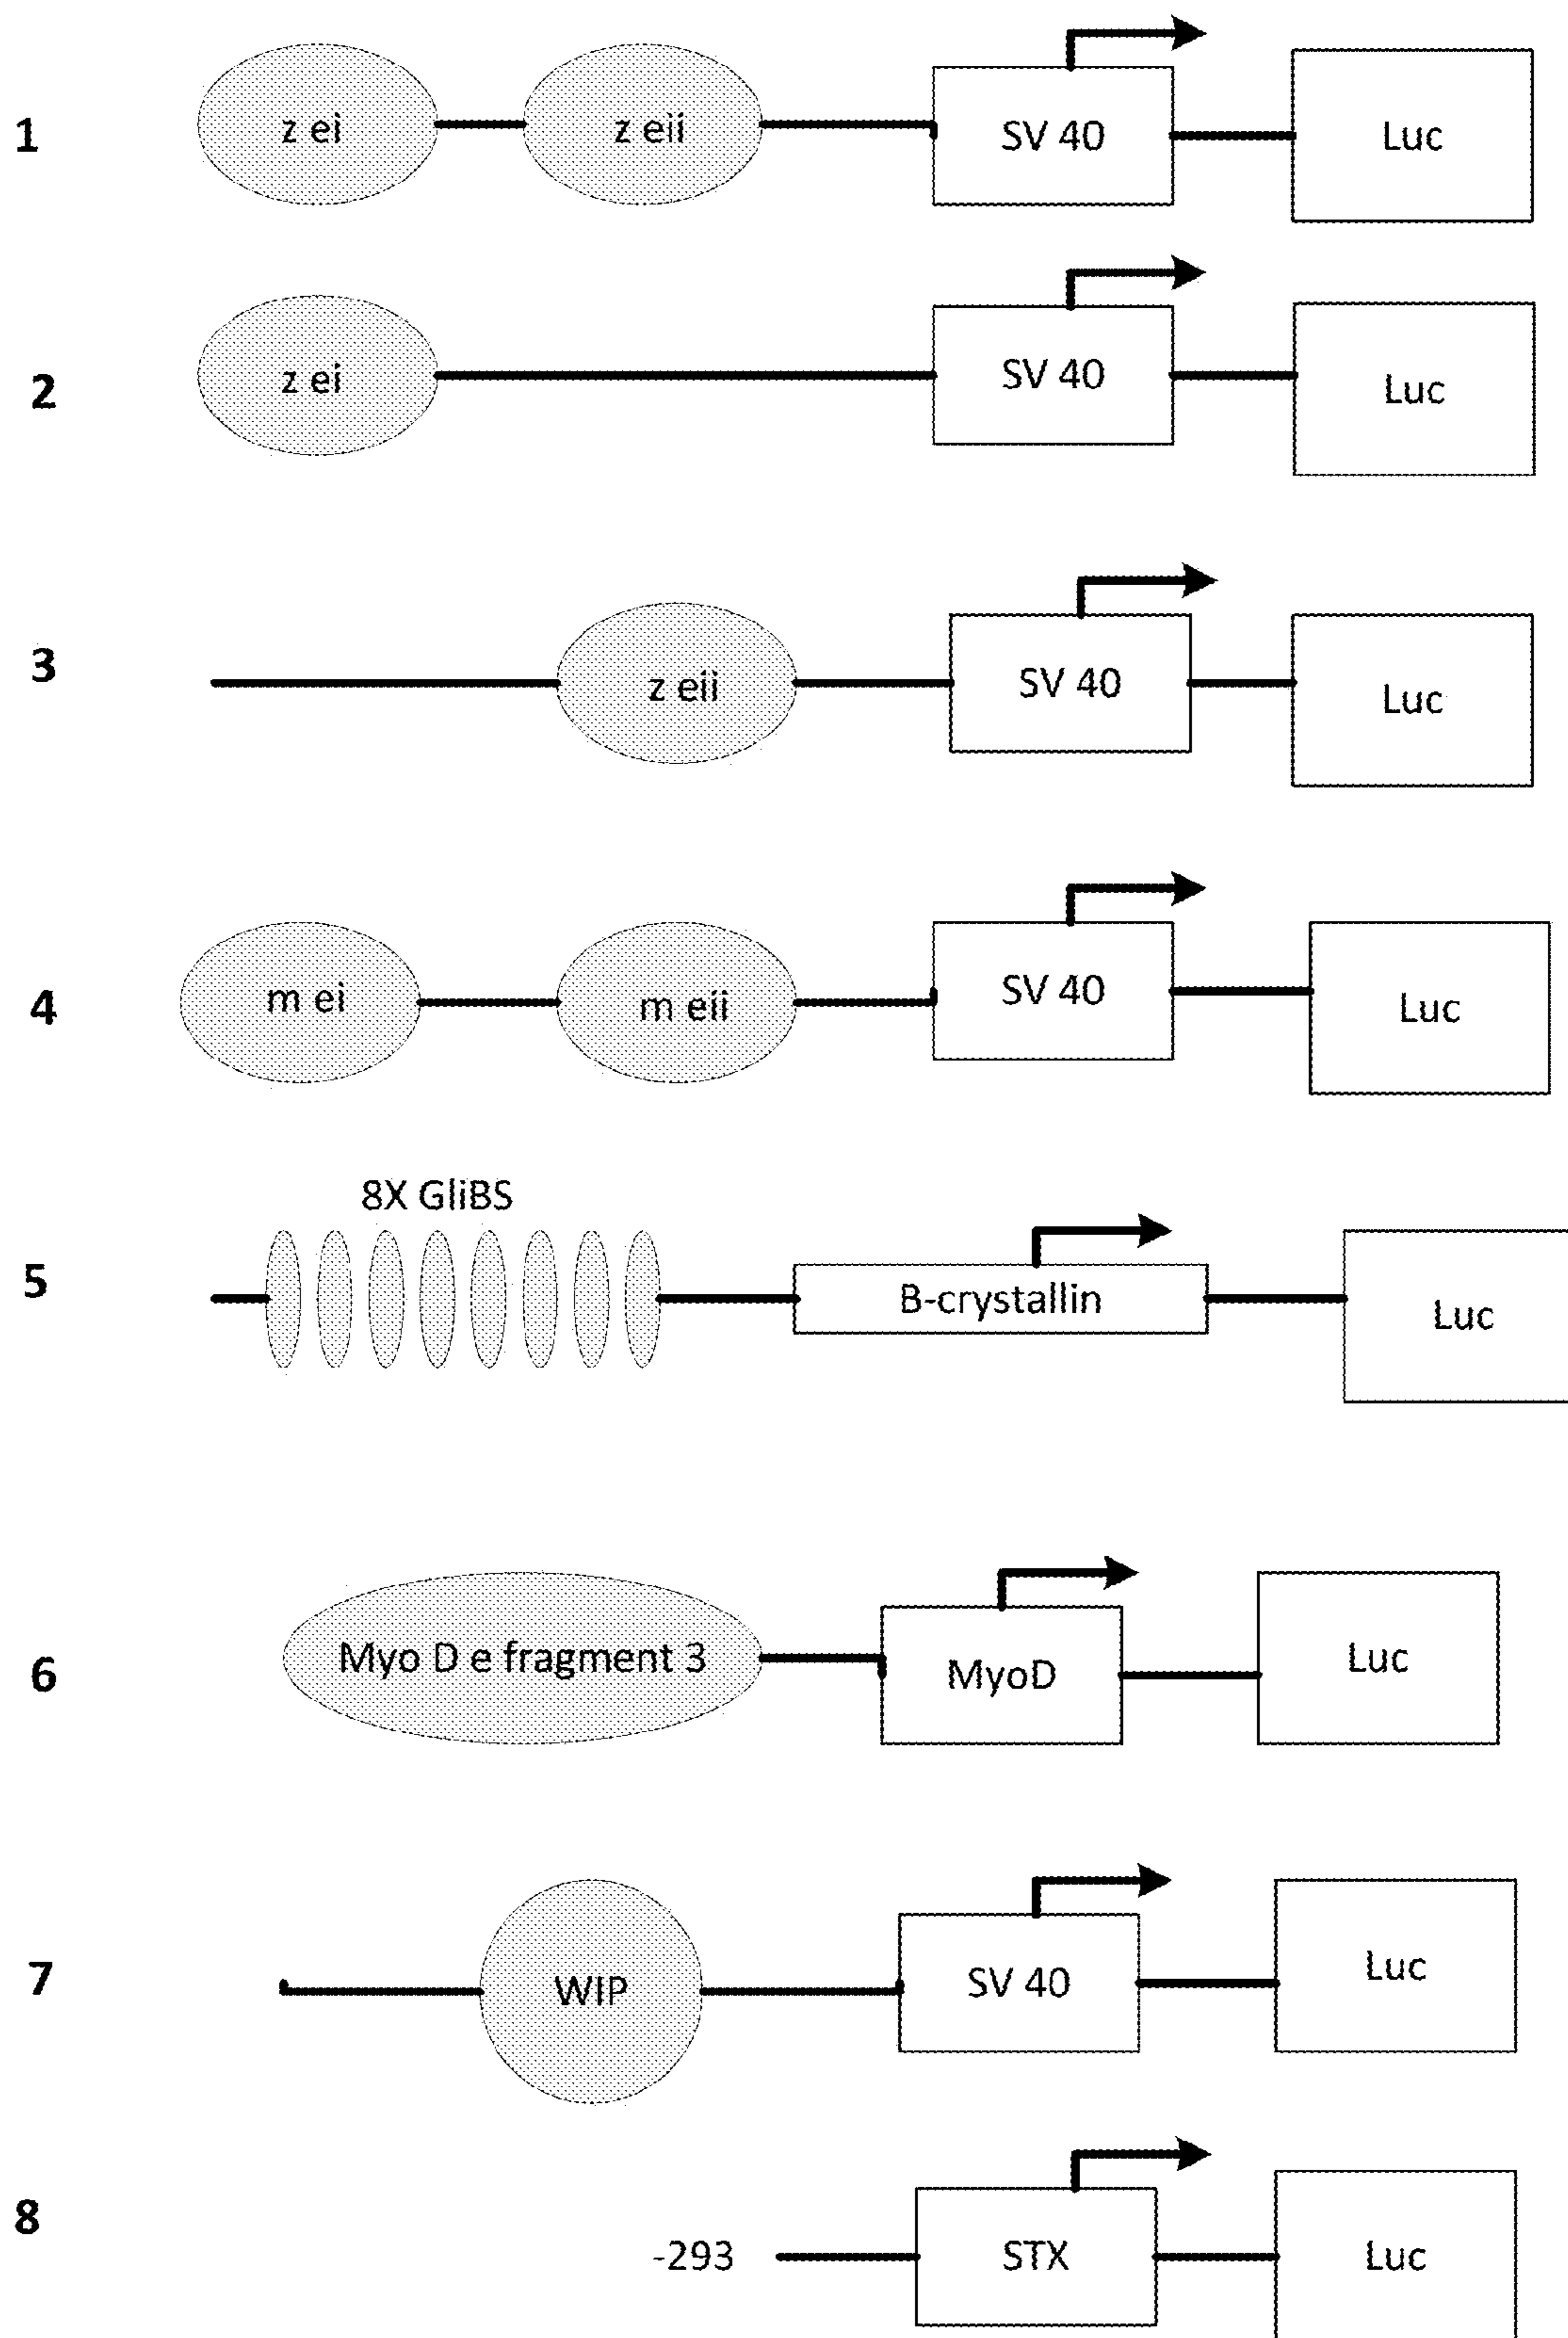 1 z ei z eii SV 40 Luc
2 z ei SV 40 Luc
3 z eii SV 40 Luc
4 m ei m eii SV 40 Luc
8X GliBS
5 B-crystallin Luc
6 Myo D e fragment 3 MyoD Luc
7 WIP SV 40 Luc
8 -293 STX Luc